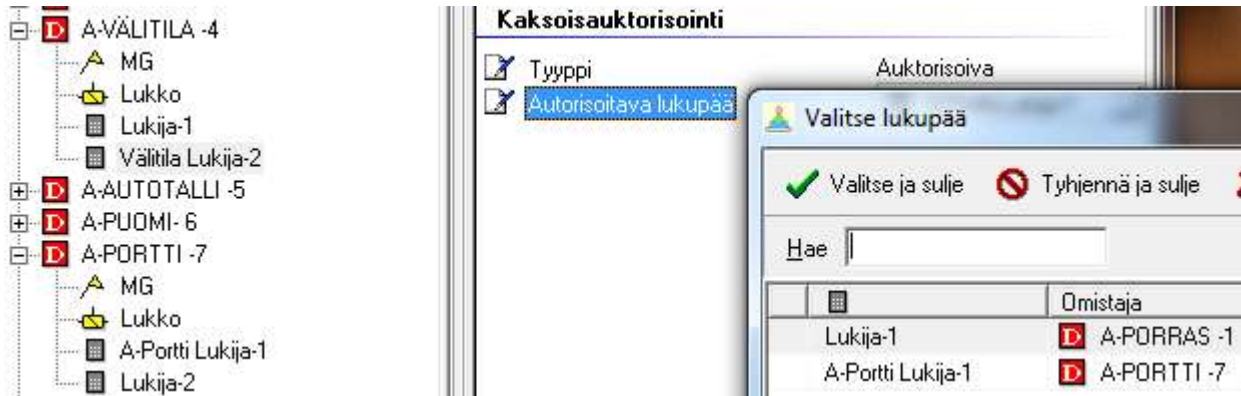 A-VÄLITILA -4
MG
Lukko
Lukija-1
Välitila Lukija-2
A-AUTOTALLI -5
A-PUOMI- 6
A-PORTTI -7
MG
Lukko
A-Portti Lukija-1
Lukija-2
Kaksoisauktorisointi
Tyyppi Auktorisoiva
Autorisoitava lukupää
Valitse lukupää
Valitse ja sulje Tyhjennä ja sulje
Hae
Omistaja
Lukija-1 D A-PORRAS -1
A-Portti Lukija-1 D A-PORTTI -7